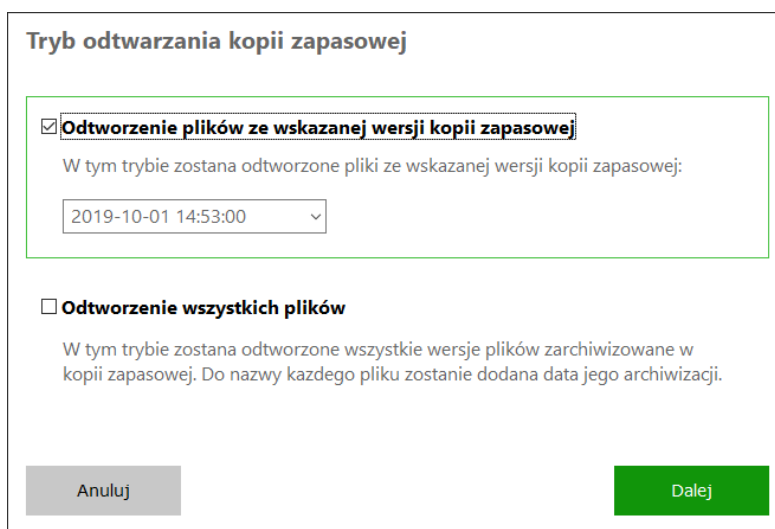 Tryb odtwarzania kopii zapasowej
Odtworzenie plików ze wskazanej wersji kopii zapasowej
W tym trybie zostana odtworzone pliki ze wskazanej wersji kopii zapasowej:
2019-10-01 14:53:00
Odtworzenie wszystkich plików
W tym trybie zostana odtworzone wszystkie wersje plików zarchiwizowane w
kopii zapasowej. Do nazwy kazdego pliku zostanie dodana data jego archiwizacji.
Anuluj
Dalej